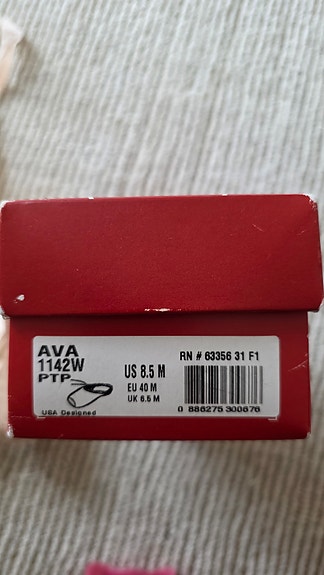 AVA
1142W
PTP
USA Designed
US 8.5 M
EU 40 M
UK 6.5 M
RN # 63356 31 F1
0 886275 300676